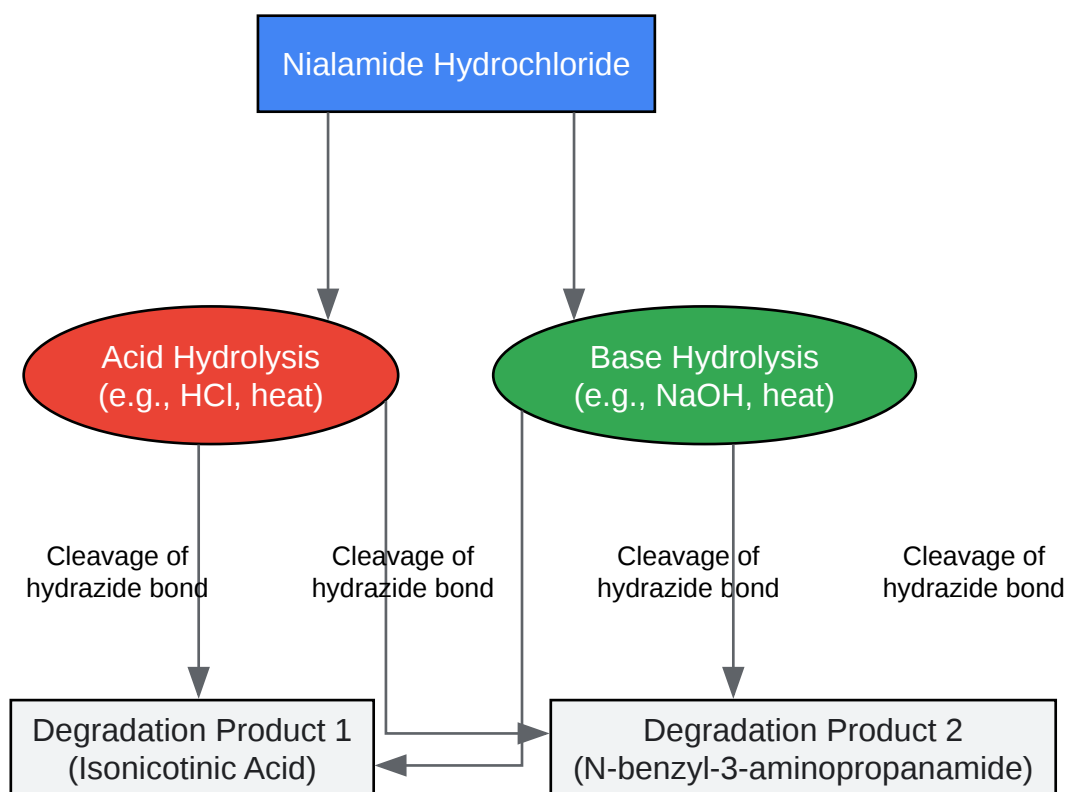 Nialamide Hydrochloride
Acid Hydrolysis
(e.g., HCl, heat)
Base Hydrolysis
(e.g., NaOH, heat)
Cleavage of
hydrazide bond
Cleavage of
hydrazide bond
Cleavage of
hydrazide bond
Cleavage of
hydrazide bond
Degradation Product 1
(Isonicotinic Acid)
Degradation Product 2
(N-benzyl-3-aminopropanamide)